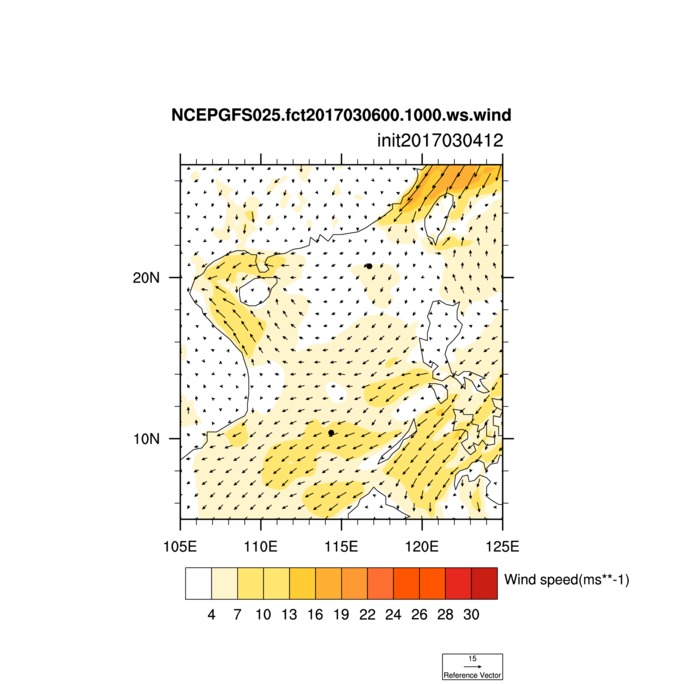 NCEPGFS025.fct2017030600.1000.ws.wind
init2017030412
20N
10N
105E 110E 115E 120E 125E
Wind speed(ms**-1)
4 7 10 13 16 19 22 24 26 28 30
15
Reference Vector